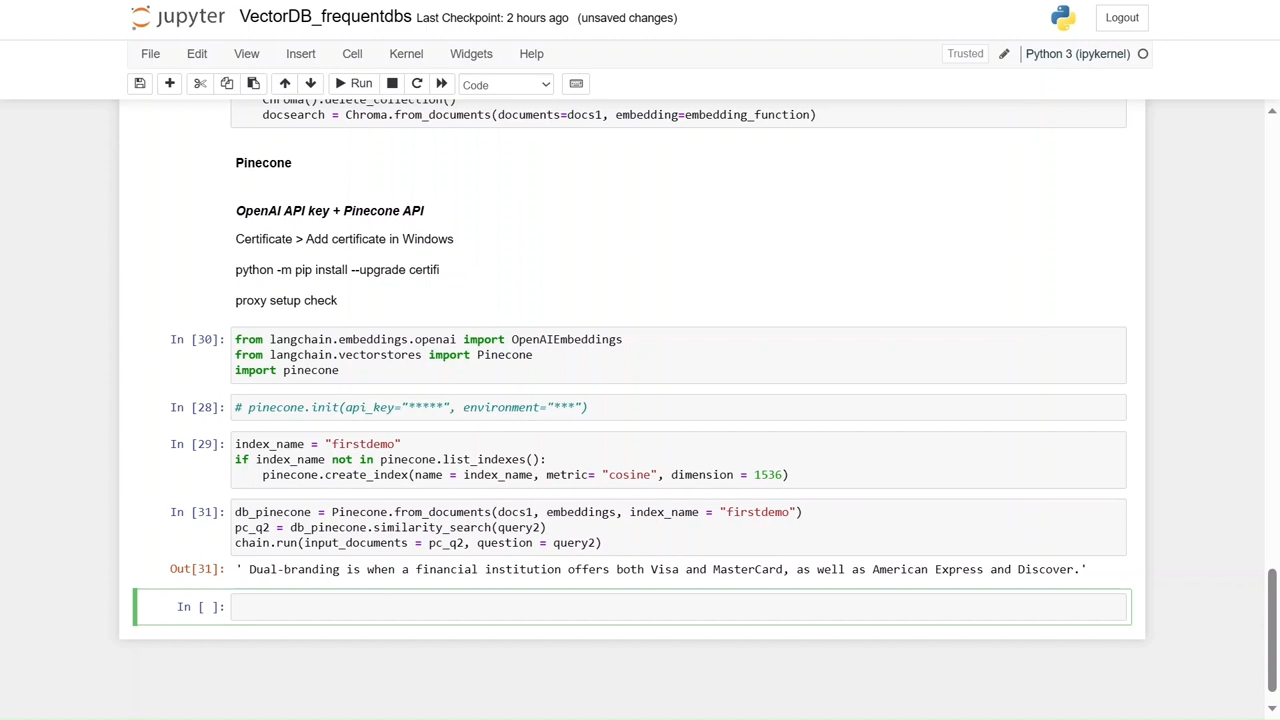 jupyter VectorDB_frequentdbs Last Checkpoint: 2 hours ago (unsaved changes) Logout
File Edit View Insert Cell Kernel Widgets Help Trusted Python 3 (ipykernel)
Run Code
Chroma().delete_collection()
docsearch = Chroma.from_documents(documents=docs1, embedding=embedding_function)
Pinecone
OpenAI API key + Pinecone API
Certificate > Add certificate in Windows
python -m pip install --upgrade certifi
proxy setup check
In [30]: from langchain.embeddings.openai import OpenAIEmbeddings
from langchain.vectorstores import Pinecone
import pinecone
In [28]: # pinecone.init(api_key="*****", environment="***")
In [29]: index_name = "firstdemo"
if index_name not in pinecone.list_indexes():
pinecone.create_index(name = index_name, metric= "cosine", dimension = 1536)
In [31]: db_pinecone = Pinecone.from_documents(docs1, embeddings, index_name = "firstdemo")
pc_q2 = db_pinecone.similarity_search(query2)
chain.run(input_documents = pc_q2, question = query2)
Out[31]: ' Dual-branding is when a financial institution offers both Visa and MasterCard, as well as American Express and Discover.'
In [ ]: